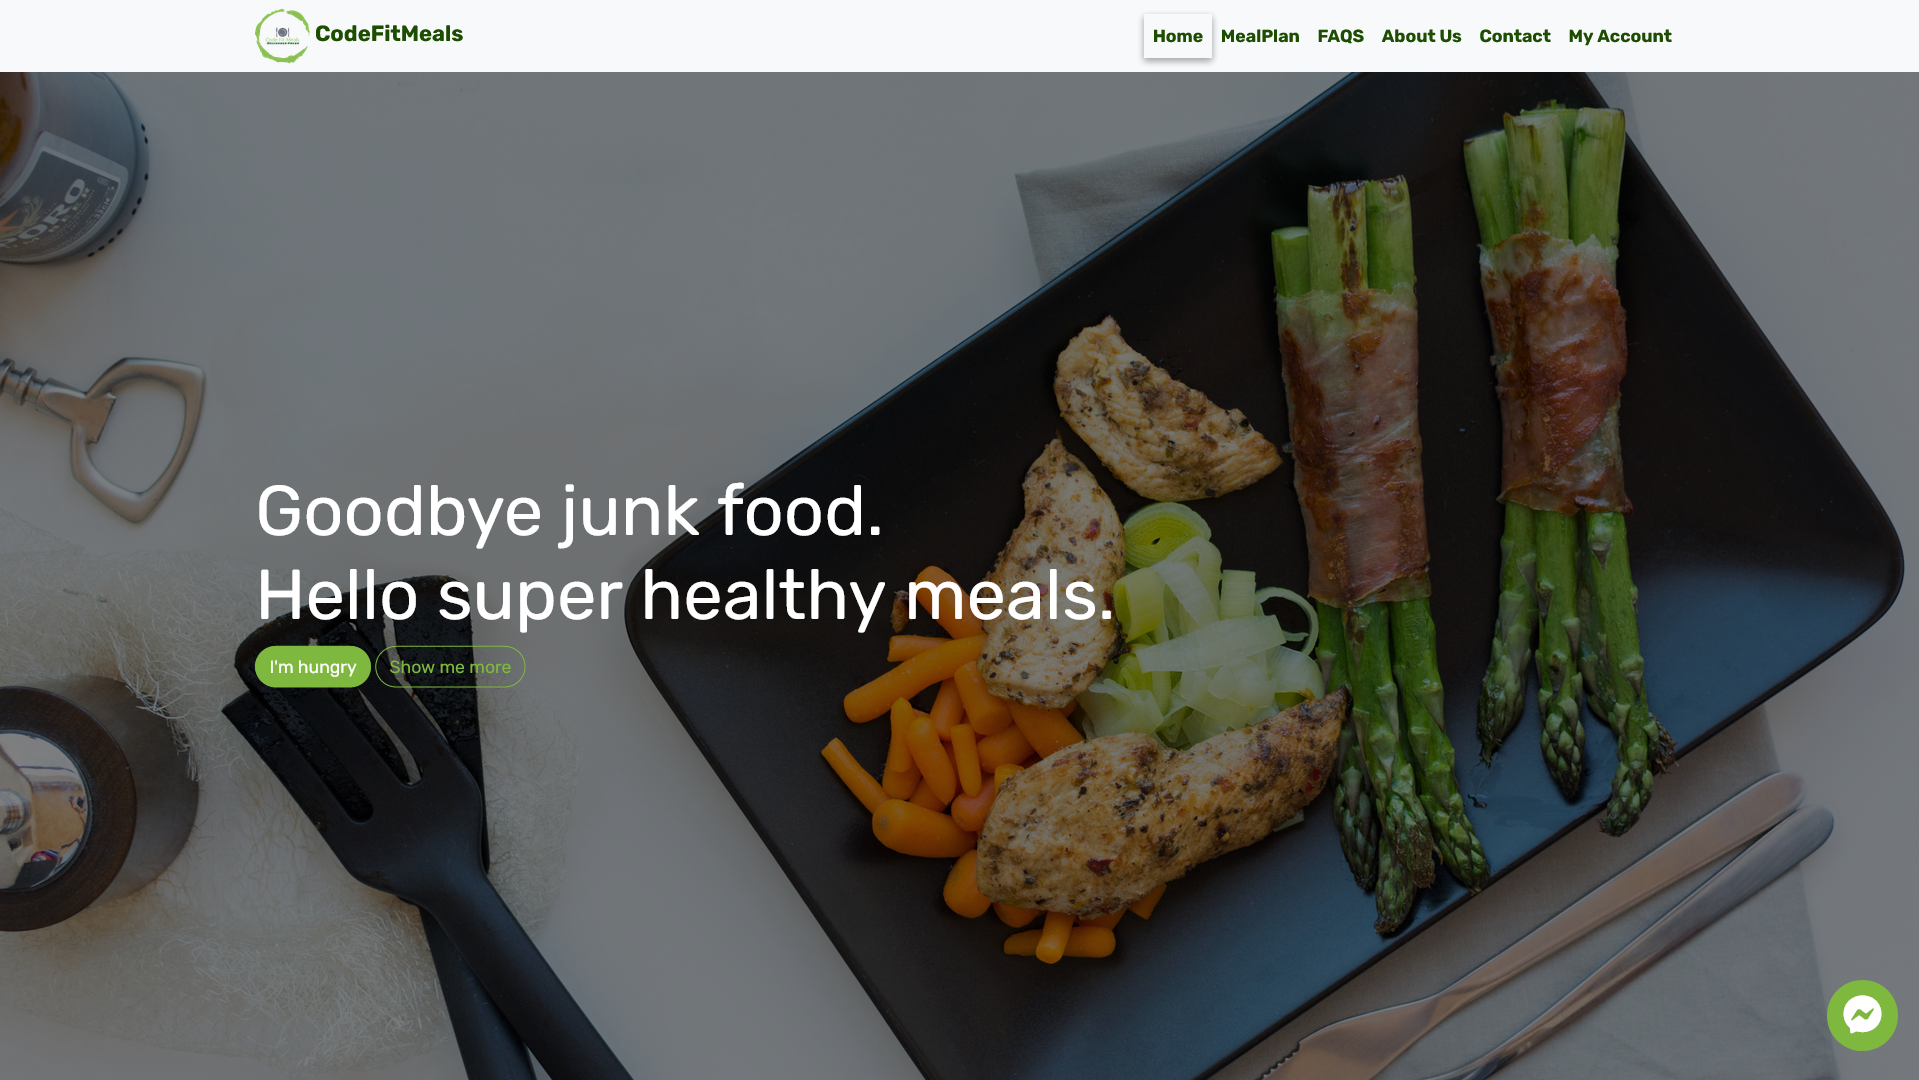 CodeFitMeals
Home
MealPlan
FAQS
About Us
Contact
My Account
Goodbye junk food.
Hello super healthy meals.
I'm hungry
Show me more